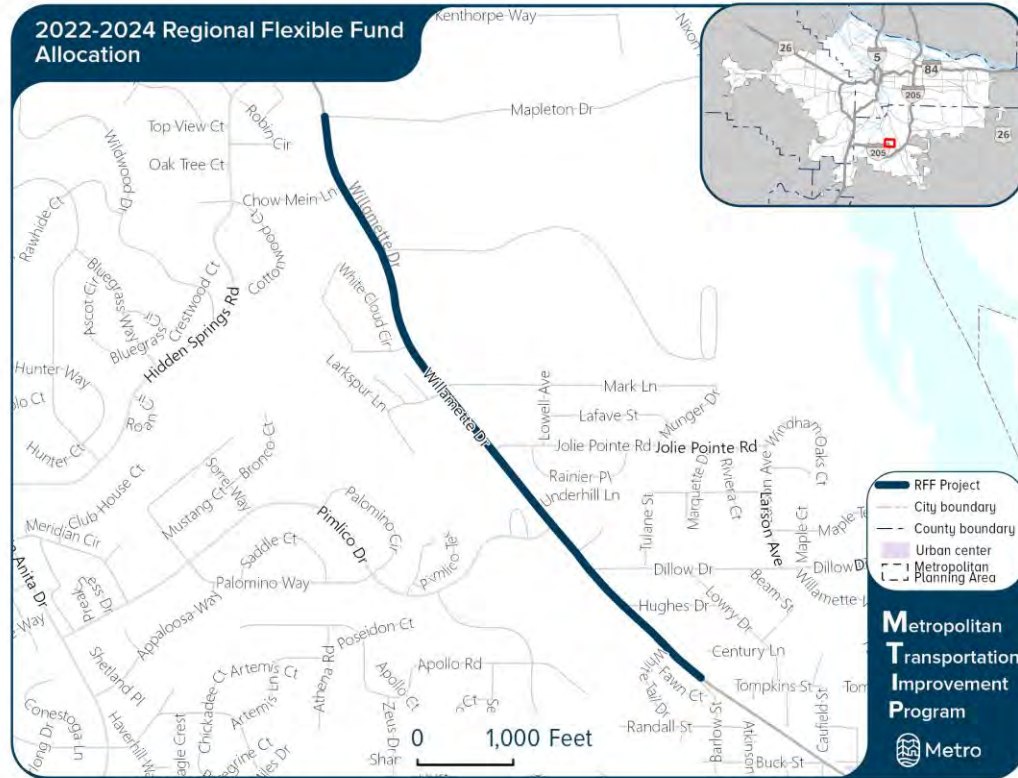 2022-2024 Regional Flexible Fund
Allocation
Kenthorpe Way
Nixon
26
5
84
205
26
205
Mapleton Dr
Robin Cir
Top View Ct
Oak Tree Ct
Wildwood Dr
Chow Mein Ln
Willamette Dr
Rawhide Ct
Cottonwood Ct
Bluegrass Way
Ascot Cir
Crestwood Ct
White Cloud Cir
Bluegrass Cir
Hidden Springs Rd
Hunter Way
Larkspur Ln
Willamette Dr
Mark Ln
Lowell Ave
Lafave St
Munger Dr
Roan Cir
Hunter Ct
Jolie Pointe Rd
Jolie Pointe Rd
Windham Oaks Ct
Bronco Ct
Sorrel Way
Club House Ct
Mustang Ct
Rainier Pl
Underhill Ln
Marquette Dr
Riviera Ct
Larson Ave
Palomino Cir
Meridian Cir
Pimlico Dr
Tulane St
Maple Ct
Saddle Ct
Pimlico Ter
Palomino Way
Dillow Dr
Dillow Dr
Beam St
Appaloosa Way
Hughes Dr
Lowry Dr
Poseidon Ct
Shetland Pl
Artemis Ct
Athena Rd
Apollo Rd
Century Ln
White Tail Dr
Fawn Ct
Tompkins St
Conestoga Ln
Chickadee Ct
Artemis Ln
Apollo Ct
Zeus Dr
Haverhill Way
Randall St
Barlow St
Atkinson
Caufield St
Buck St
0 1,000 Feet
RFF Project
City boundary
County boundary
Urban center
Metropolitan
Planning Area
Metropolitan
Transportation
Improvement
Program
Metro